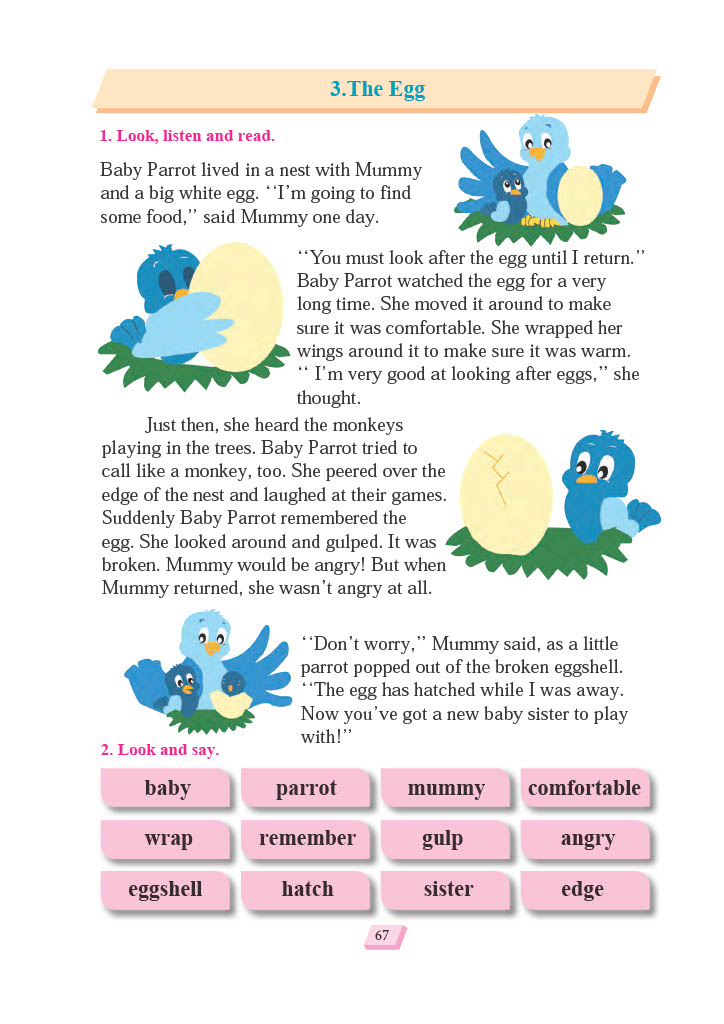 3.The Egg
1. Look, listen and read.
Baby Parrot lived in a nest with Mummy
and a big white egg. ‘‘I’m going to find
some food,’’ said Mummy one day.
‘‘You must look after the egg until I return.’’
Baby Parrot watched the egg for a very
long time. She moved it around to make
sure it was comfortable. She wrapped her
wings around it to make sure it was warm.
‘‘ I’m very good at looking after eggs,’’ she
thought.
Just then, she heard the monkeys
playing in the trees. Baby Parrot tried to
call like a monkey, too. She peered over the
edge of the nest and laughed at their games.
Suddenly Baby Parrot remembered the
egg. She looked around and gulped. It was
broken. Mummy would be angry! But when
Mummy returned, she wasn’t angry at all.
‘‘Don’t worry,’’ Mummy said, as a little
parrot popped out of the broken eggshell.
‘‘The egg has hatched while I was away.
Now you’ve got a new baby sister to play
with!’’
2. Look and say.
baby parrot mummy comfortable
wrap remember gulp angry
eggshell hatch sister edge
67